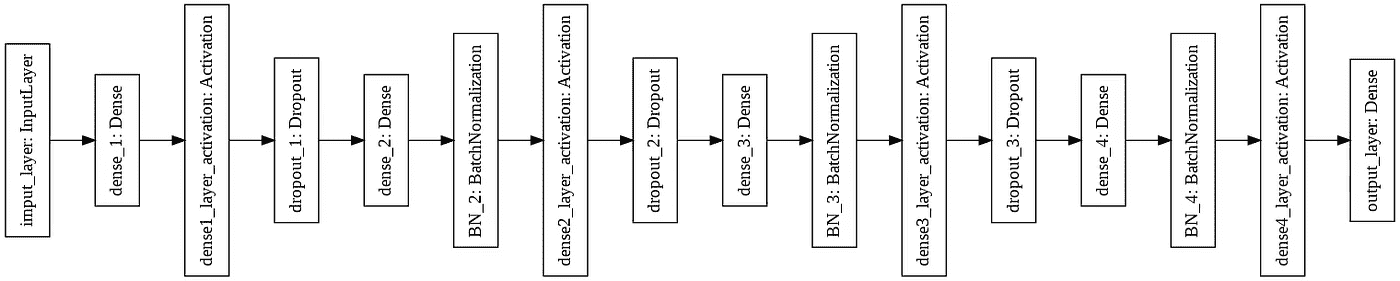 imput_layer: InputLayer
dense_1: Dense
dense1_layer_activation: Activation
dropout_1: Dropout
dense_2: Dense
BN_2: BatchNormalization
dense2_layer_activation: Activation
dropout_2: Dropout
dense_3: Dense
BN_3: BatchNormalization
dense3_layer_activation: Activation
dropout_3: Dropout
dense_4: Dense
BN_4: BatchNormalization
dense4_layer_activation: Activation
output_layer: Dense